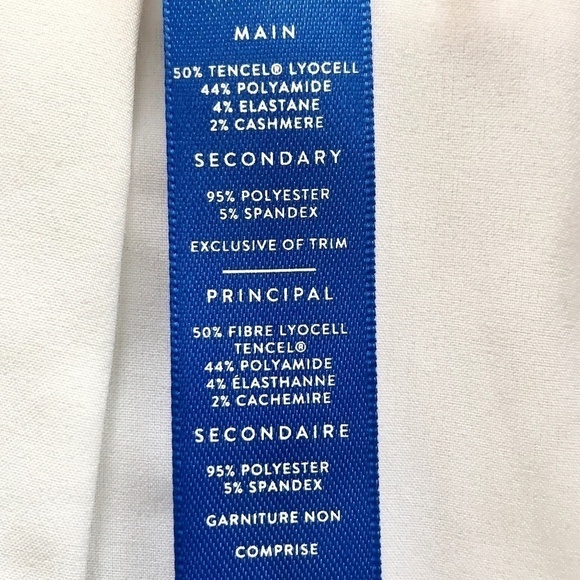 MAIN
50% TENCEL® LYOCELL
44% POLYAMIDE
4% ELASTANE
2% CASHMERE
SECONDARY
95% POLYESTER
5% SPANDEX
EXCLUSIVE OF TRIM
PRINCIPAL
50% FIBRE LYOCELL
TENCEL®
44% POLYAMIDE
4% ÉLASTHANNE
2% CACHEMIRE
SECONDAIRE
95% POLYESTER
5% SPANDEX
GARNITURE NON
COMPRISE